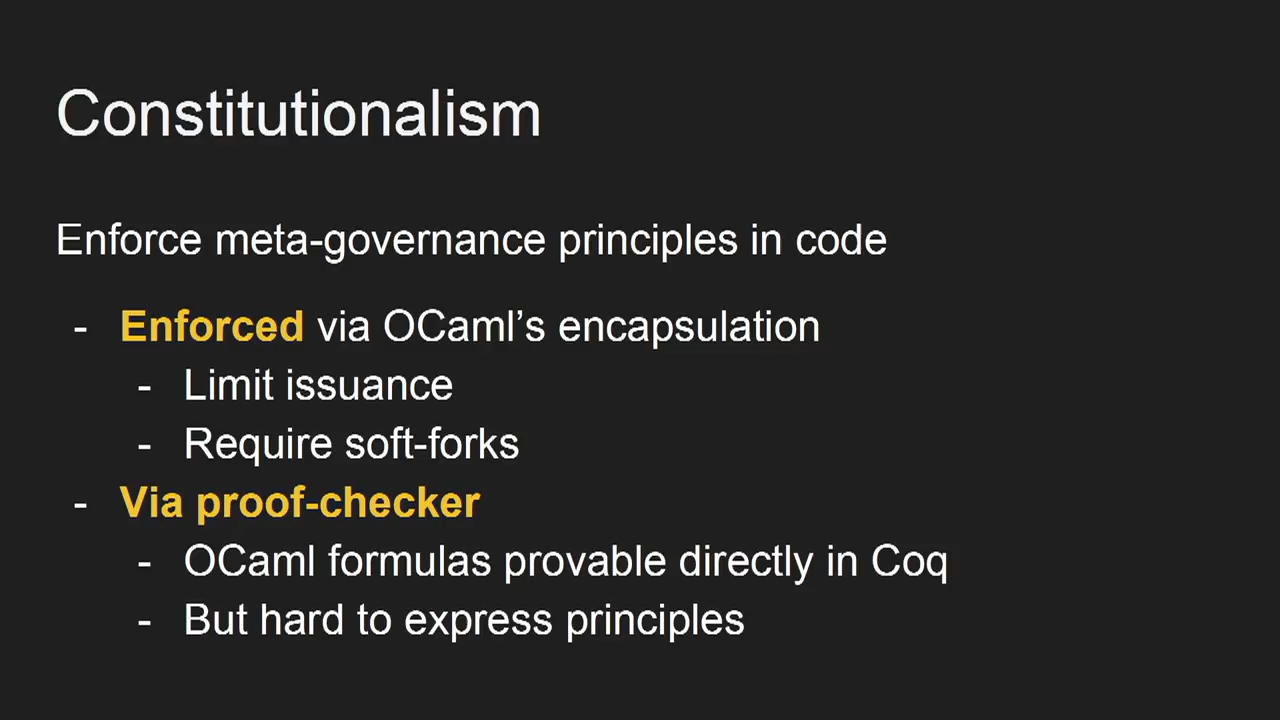 Constitutionalism
Enforce meta-governance principles in code
- Enforced via OCaml’s encapsulation
- Limit issuance
- Require soft-forks
- Via proof-checker
- OCaml formulas provable directly in Coq
- But hard to express principles